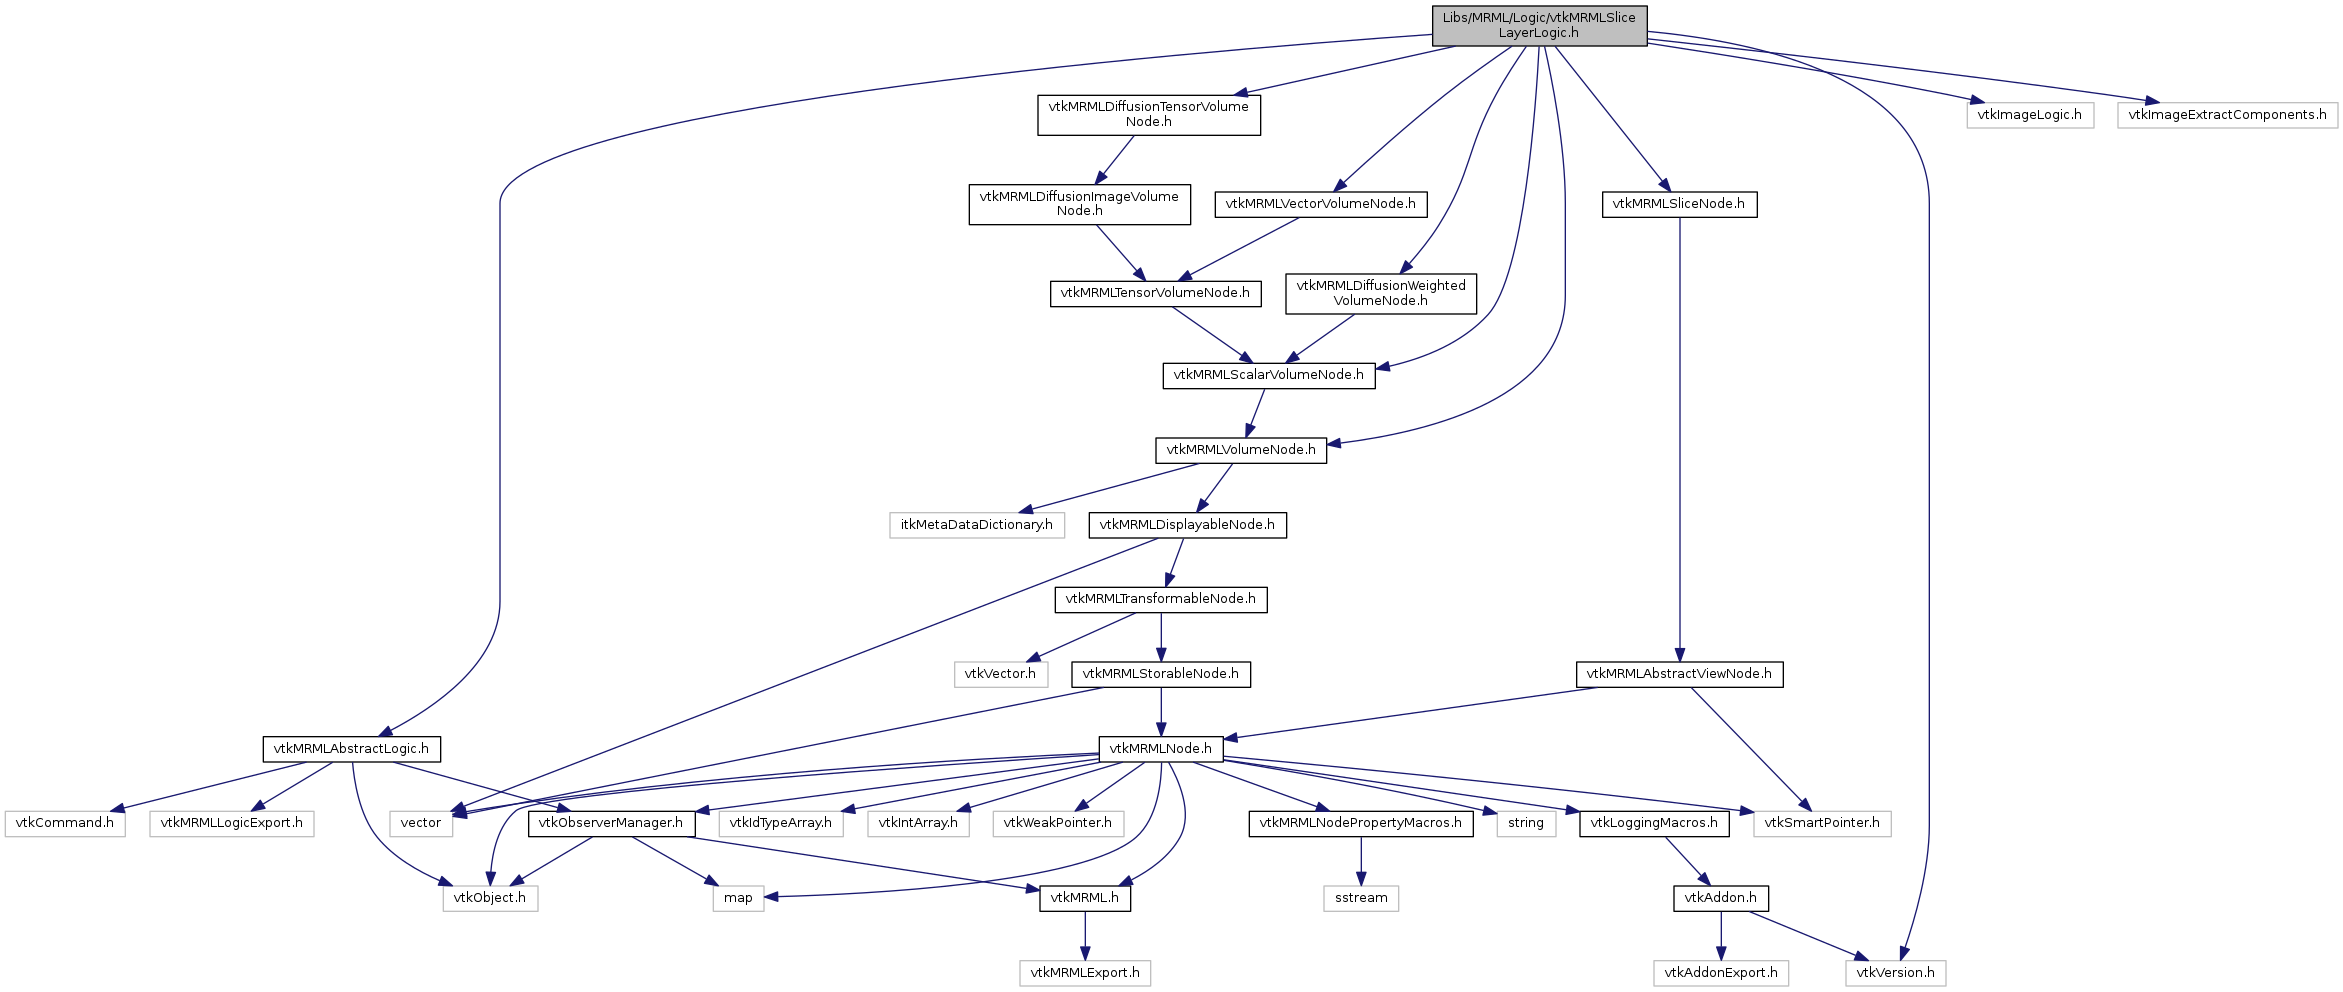 Libs/MRML/Logic/vtkMRMLSlice
LayerLogic.h
vtkMRMLDiffusionTensorVolume
Node.h
vtkImageLogic.h
vtkImageExtractComponents.h
vtkMRMLDiffusionImageVolume
Node.h
vtkMRMLVectorVolumeNode.h
vtkMRMLSliceNode.h
vtkMRMLTensorVolumeNode.h
vtkMRMLDiffusionWeighted
VolumeNode.h
vtkMRMLScalarVolumeNode.h
vtkMRMLVolumeNode.h
itkMetaDataDictionary.h
vtkMRMLDisplayableNode.h
vtkMRMLTransformableNode.h
vtkVector.h
vtkMRMLStorableNode.h
vtkMRMLAbstractViewNode.h
vtkMRMLAbstractLogic.h
vtkMRMLNode.h
vtkCommand.h
vtkMRMLLogicExport.h
vector
vtkObserverManager.h
vtkIdTypeArray.h
vtkIntArray.h
vtkWeakPointer.h
vtkMRMLNodePropertyMacros.h
string
vtkLoggingMacros.h
vtkSmartPointer.h
vtkObject.h
map
vtkMRML.h
sstream
vtkAddon.h
vtkMRMLExport.h
vtkAddonExport.h
vtkVersion.h